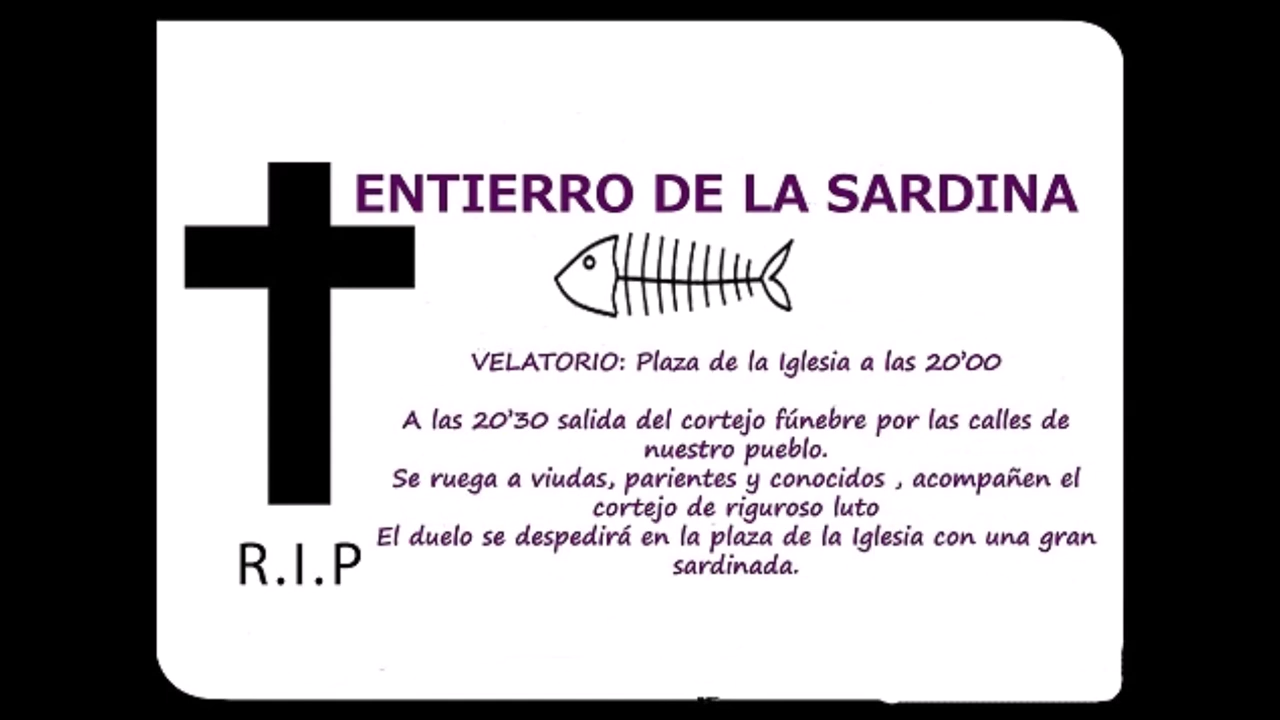 ENTIERRO DE LA SARDINA
VELATORIO: Plaza de la Iglesia a las 20'00
A las 20'30 salida del cortejo fúnebre por las calles de
nuestro pueblo.
Se ruega a viudas, parientes y conocidos , acompañen el
cortejo de riguroso luto
El duelo se despedirá en la plaza de la Iglesia con una gran
sardinada.
R.I.P